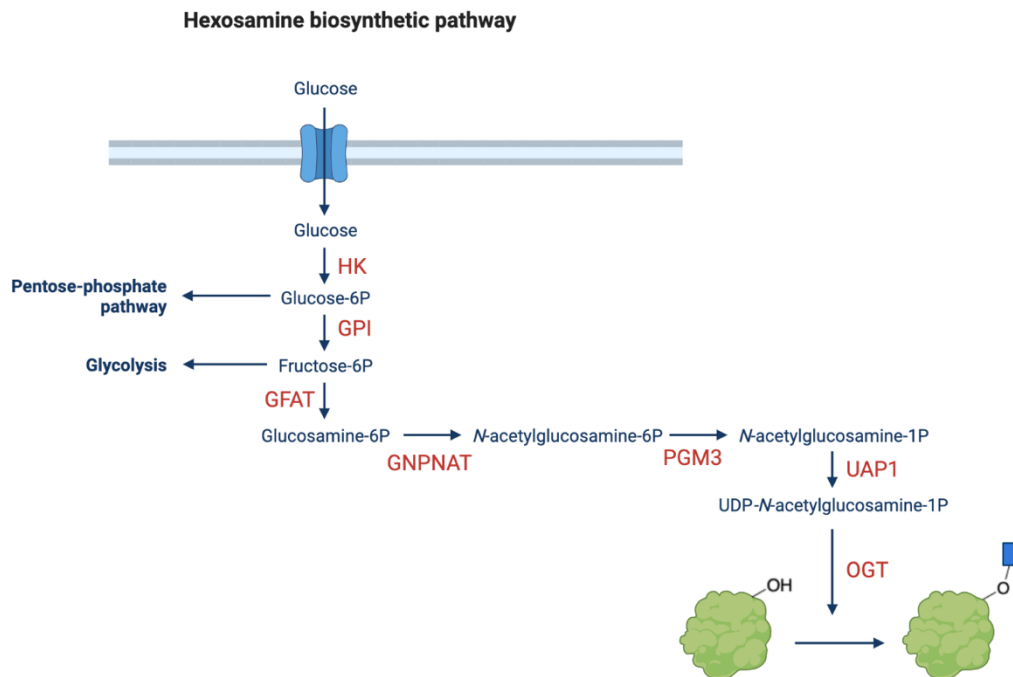 Hexosamine biosynthetic pathway
Glucose
Glucose
HK
Pentose-phosphate
pathway
Glucose-6P
GPI
Glycolysis
Fructose-6P
GFAT
Glucosamine-6P
N-acetylglucosamine-6P
N-acetylglucosamine-1P
GNPNAT
PGM3
UAP1
UDP-N-acetylglucosamine-1P
OGT
OH
O